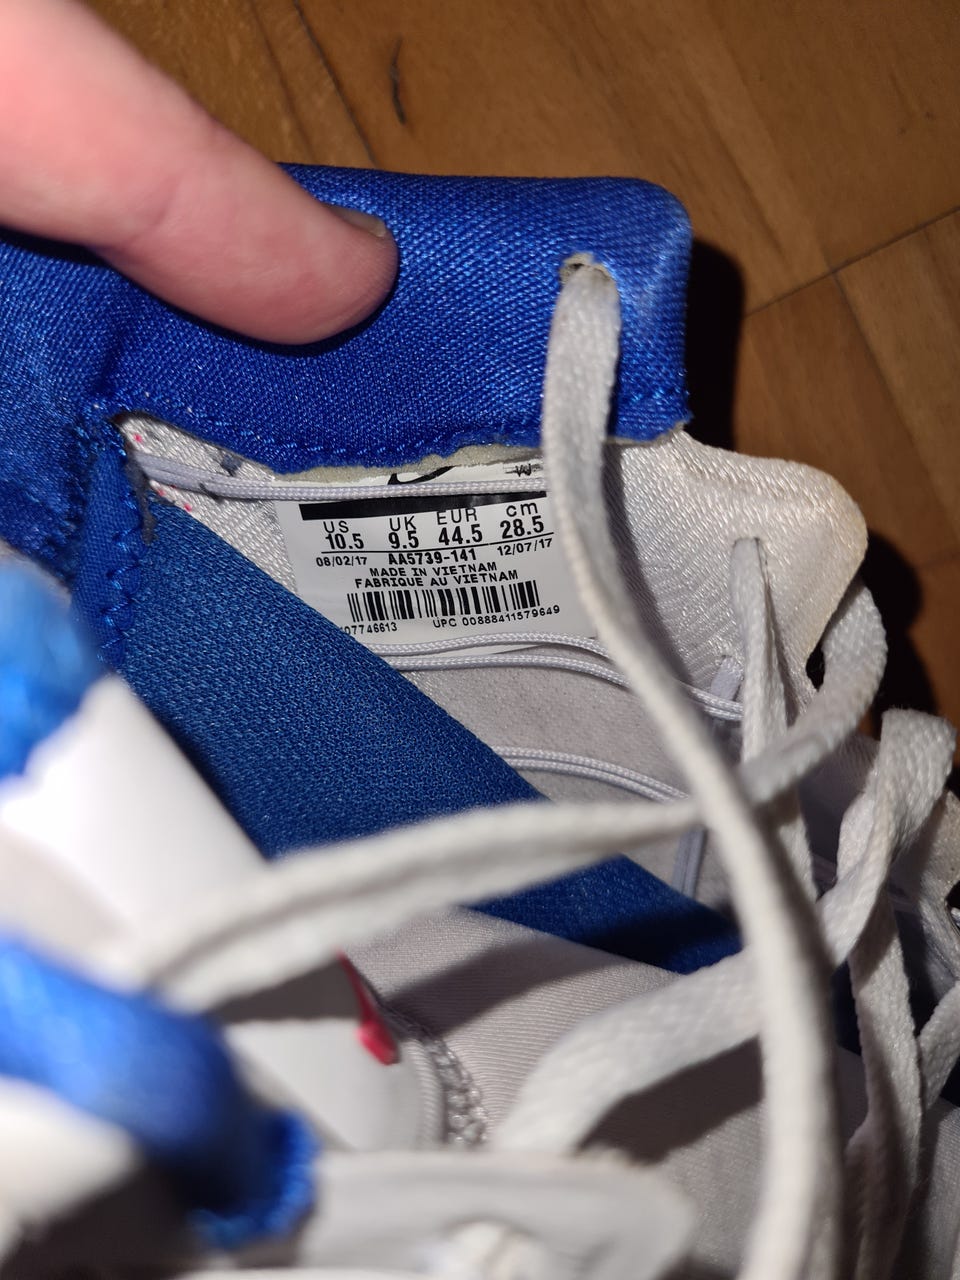 US UK EUR cm
10.5 9.5 44.5 28.5
08/02/17 AA5739-141 12/07/17
MADE IN VIETNAM
FABRIQUE AU VIETNAM
07746613 UPC 00888411579649